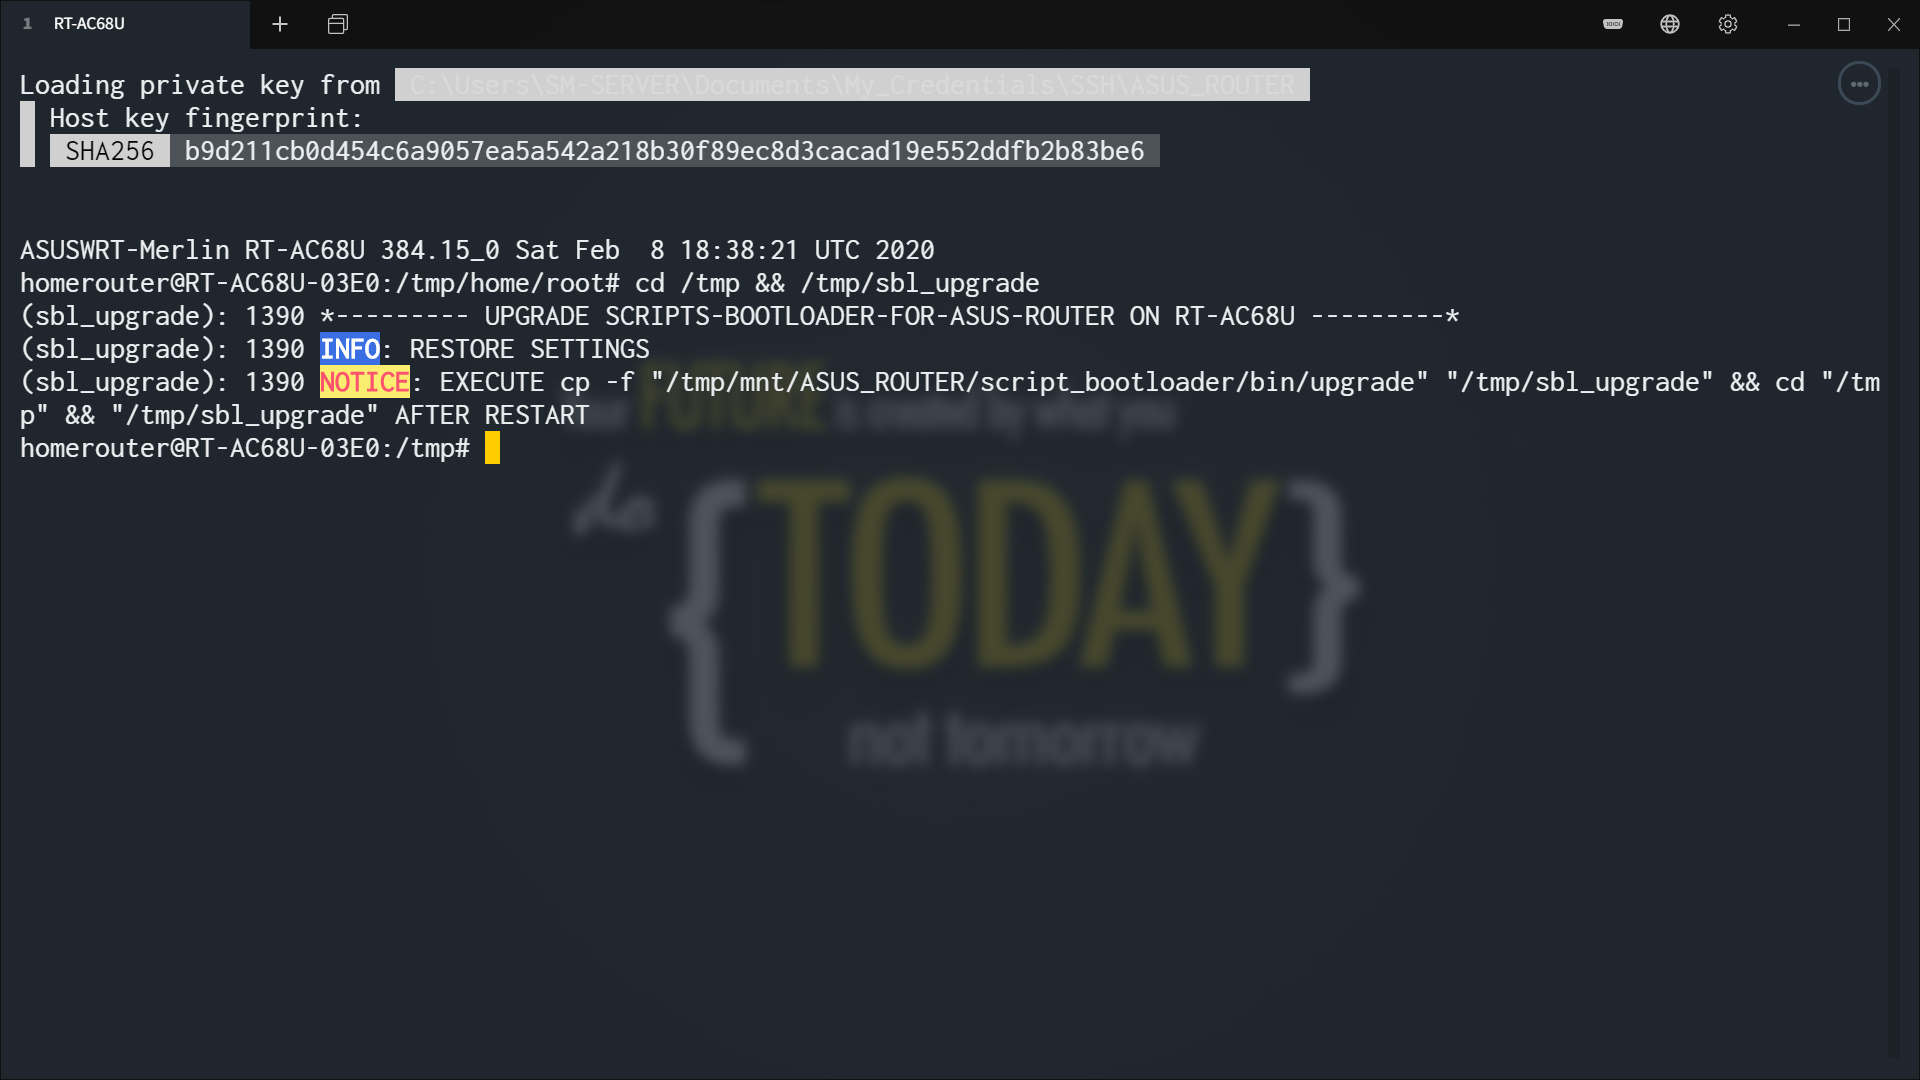 1 RT-AC68U
Loading private key from C:\Users\SM-SERVER\Documents\My_Credentials\SSH\ASUS_ROUTER
Host key fingerprint:
SHA256 b9d211cb0d454c6a9057ea5a542a218b30f89ec8d3cacad19e552ddfb2b83be6
ASUSWRT-Merlin RT-AC68U 384.15_0 Sat Feb  8 18:38:21 UTC 2020
homerouter@RT-AC68U-03E0:/tmp/home/root# cd /tmp && /tmp/sbl_upgrade
(sbl_upgrade): 1390 *--------- UPGRADE SCRIPTS-BOOTLOADER-FOR-ASUS-ROUTER ON RT-AC68U ---------*
(sbl_upgrade): 1390 INFO: RESTORE SETTINGS
(sbl_upgrade): 1390 NOTICE: EXECUTE cp -f "/tmp/mnt/ASUS_ROUTER/script_bootloader/bin/upgrade" "/tmp/sbl_upgrade" && cd "/tm
p" && "/tmp/sbl_upgrade" AFTER RESTART
homerouter@RT-AC68U-03E0:/tmp#
FUTURE is created by what you
do {TODAY}
not tomorrow